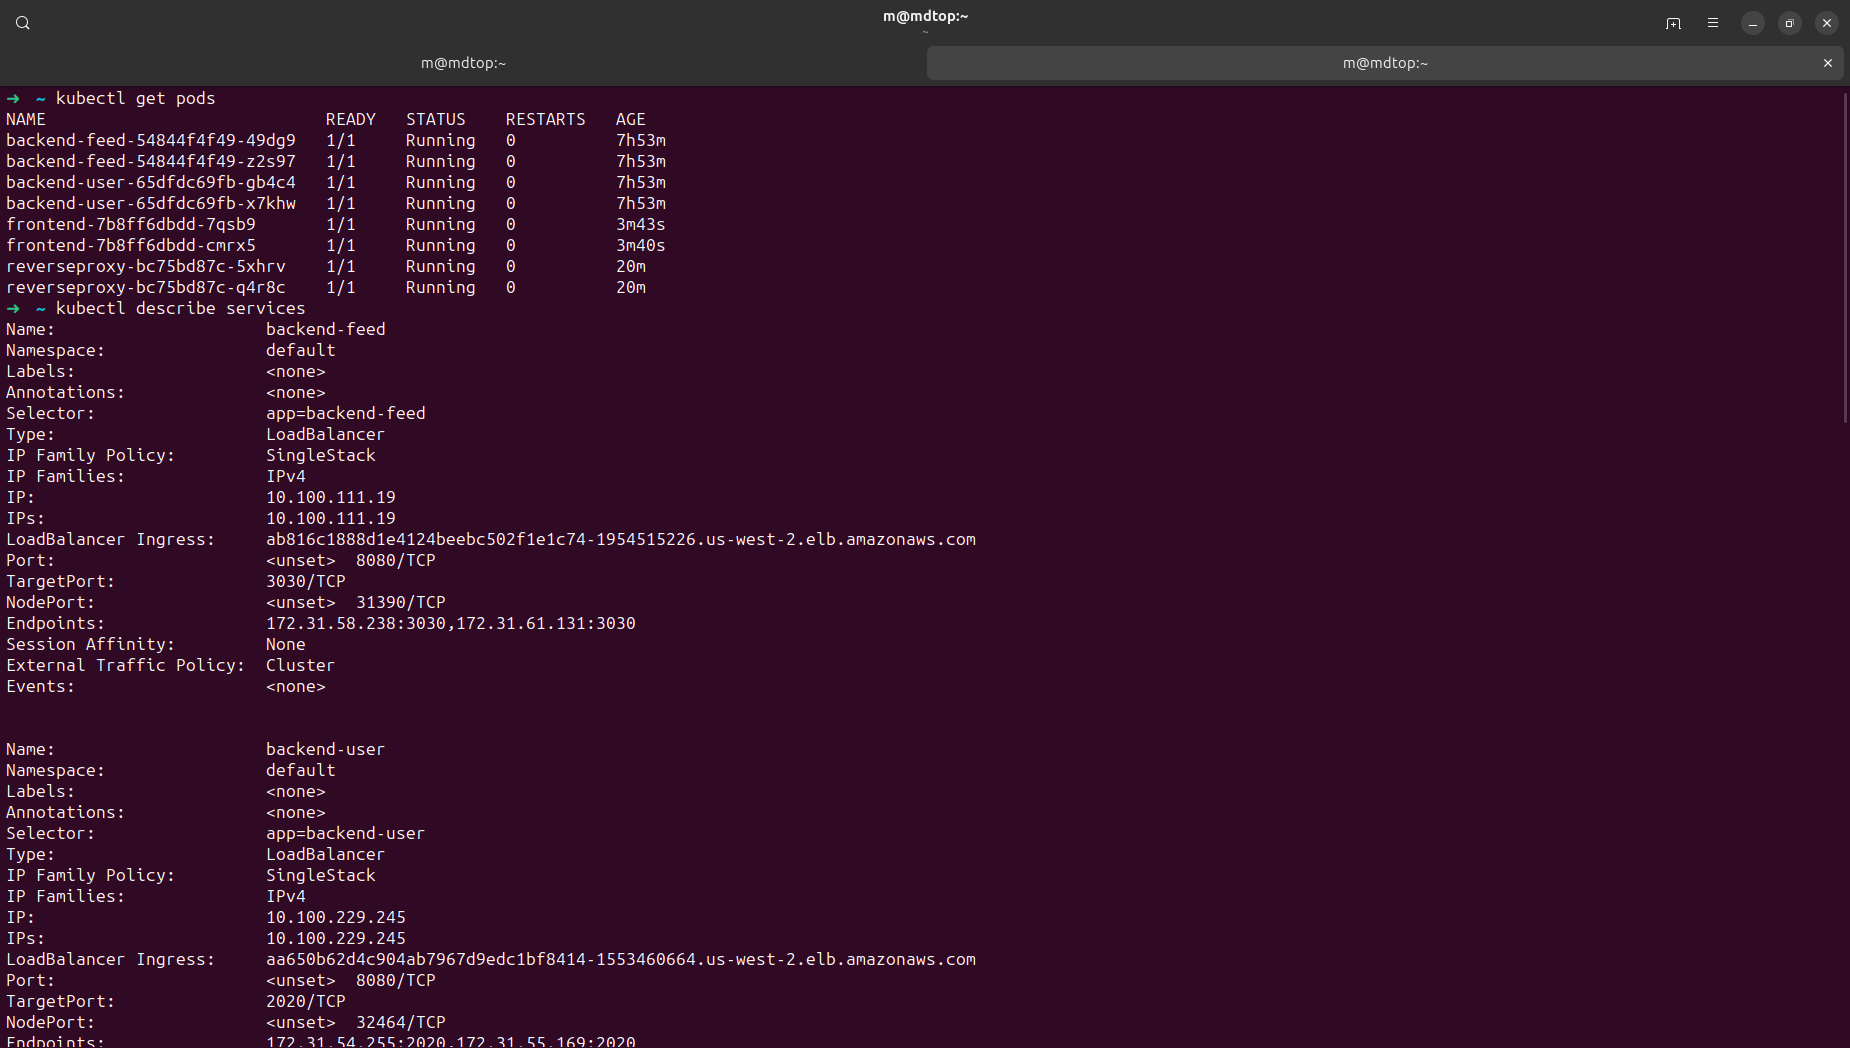 m@mdtop:~
~
m@mdtop:~ m@mdtop:~
➜ ~ kubectl get pods
NAME READY STATUS RESTARTS AGE
backend-feed-54844f4f49-49dg9 1/1 Running 0 7h53m
backend-feed-54844f4f49-z2s97 1/1 Running 0 7h53m
backend-user-65dfdc69fb-gb4c4 1/1 Running 0 7h53m
backend-user-65dfdc69fb-x7khw 1/1 Running 0 7h53m
frontend-7b8ff6dbdd-7qsb9 1/1 Running 0 3m43s
frontend-7b8ff6dbdd-cmrx5 1/1 Running 0 3m40s
reverseproxy-bc75bd87c-5xhrv 1/1 Running 0 20m
reverseproxy-bc75bd87c-q4r8c 1/1 Running 0 20m
➜ ~ kubectl describe services
Name: backend-feed
Namespace: default
Labels: <none>
Annotations: <none>
Selector: app=backend-feed
Type: LoadBalancer
IP Family Policy: SingleStack
IP Families: IPv4
IP: 10.100.111.19
IPs: 10.100.111.19
LoadBalancer Ingress: ab816c1888d1e4124beebc502f1e1c74-1954515226.us-west-2.elb.amazonaws.com
Port: <unset> 8080/TCP
TargetPort: 3030/TCP
NodePort: <unset> 31390/TCP
Endpoints: 172.31.58.238:3030,172.31.61.131:3030
Session Affinity: None
External Traffic Policy: Cluster
Events: <none>
Name: backend-user
Namespace: default
Labels: <none>
Annotations: <none>
Selector: app=backend-user
Type: LoadBalancer
IP Family Policy: SingleStack
IP Families: IPv4
IP: 10.100.229.245
IPs: 10.100.229.245
LoadBalancer Ingress: aa650b62d4c904ab7967d9edc1bf8414-1553460664.us-west-2.elb.amazonaws.com
Port: <unset> 8080/TCP
TargetPort: 2020/TCP
NodePort: <unset> 32464/TCP
Endpoints: 172.31.54.255:2020,172.31.55.169:2020